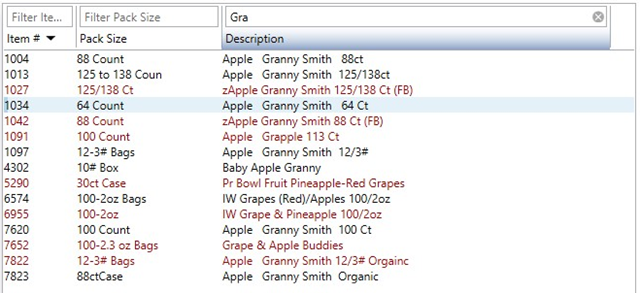 Filter Ite... Filter Pack Size Gra
Item # Pack Size Description
1004 88 Count Apple Granny Smith 88ct
1013 125 to 138 Coun Apple Granny Smith 125/138ct
1027 125/138 Ct zApple Granny Smith 125/138 Ct (FB)
1034 64 Count Apple Granny Smith 64 Ct
1042 88 Count zApple Granny Smith 88 Ct (FB)
1091 100 Count Apple Grapple 113 Ct
1097 12-3# Bags Apple Granny Smith 12/3#
4302 10# Box Baby Apple Granny
5290 30ct Case Pr Bowl Fruit Pineapple-Red Grapes
6574 100-2oz Bags IW Grapes (Red)/Apples 100/2oz
6955 100-2oz IW Grape & Pineapple 100/2oz
7620 100 Count Apple Granny Smith 100 Ct
7652 100-2.3 oz Bags Grape & Apple Buddies
7822 12-3# Bags Apple Granny Smith 12/3# Orgainc
7823 88ctCase Apple Granny Smith Organic